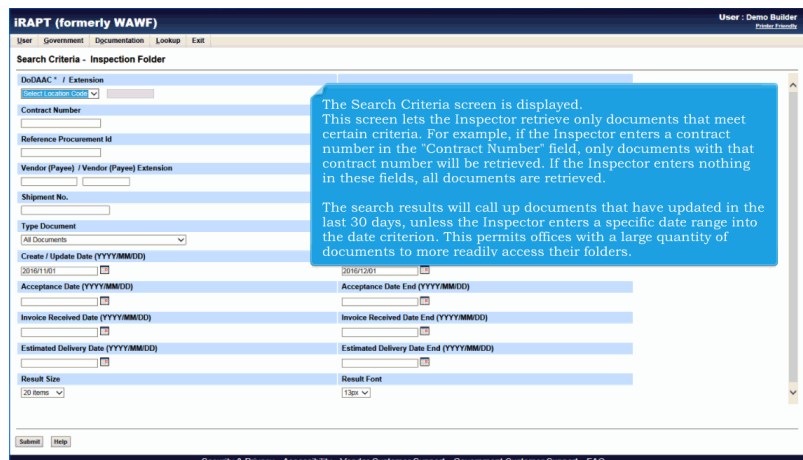 iRAPT (formerly WAWF)
User : Demo Builder
Printer Friendly
User Government Documentation Lookup Exit
Search Criteria - Inspection Folder
DoDAAC * / Extension
Select Location Code
Contract Number
Reference Procurement Id
Vendor (Payee) / Vendor (Payee) Extension
Shipment No.
Type Document
All Documents
The Search Criteria screen is displayed.
This screen lets the Inspector retrieve only documents that meet
certain criteria. For example, if the Inspector enters a contract
number in the "Contract Number" field, only documents with that
contract number will be retrieved. If the Inspector enters nothing
in these fields, all documents are retrieved.
The search results will call up documents that have updated in the
last 30 days, unless the Inspector enters a specific date range into
the date criterion. This permits offices with a large quantity of
documents to more readily access their folders.
Create / Update Date (YYYY/MM/DD)
2016/11/01
2016/12/01
Acceptance Date (YYYY/MM/DD)
Acceptance Date End (YYYY/MM/DD)
Invoice Received Date (YYYY/MM/DD)
Invoice Received Date End (YYYY/MM/DD)
Estimated Delivery Date (YYYY/MM/DD)
Estimated Delivery Date End (YYYY/MM/DD)
Result Size
Result Font
20 Items
13px
Submit Help